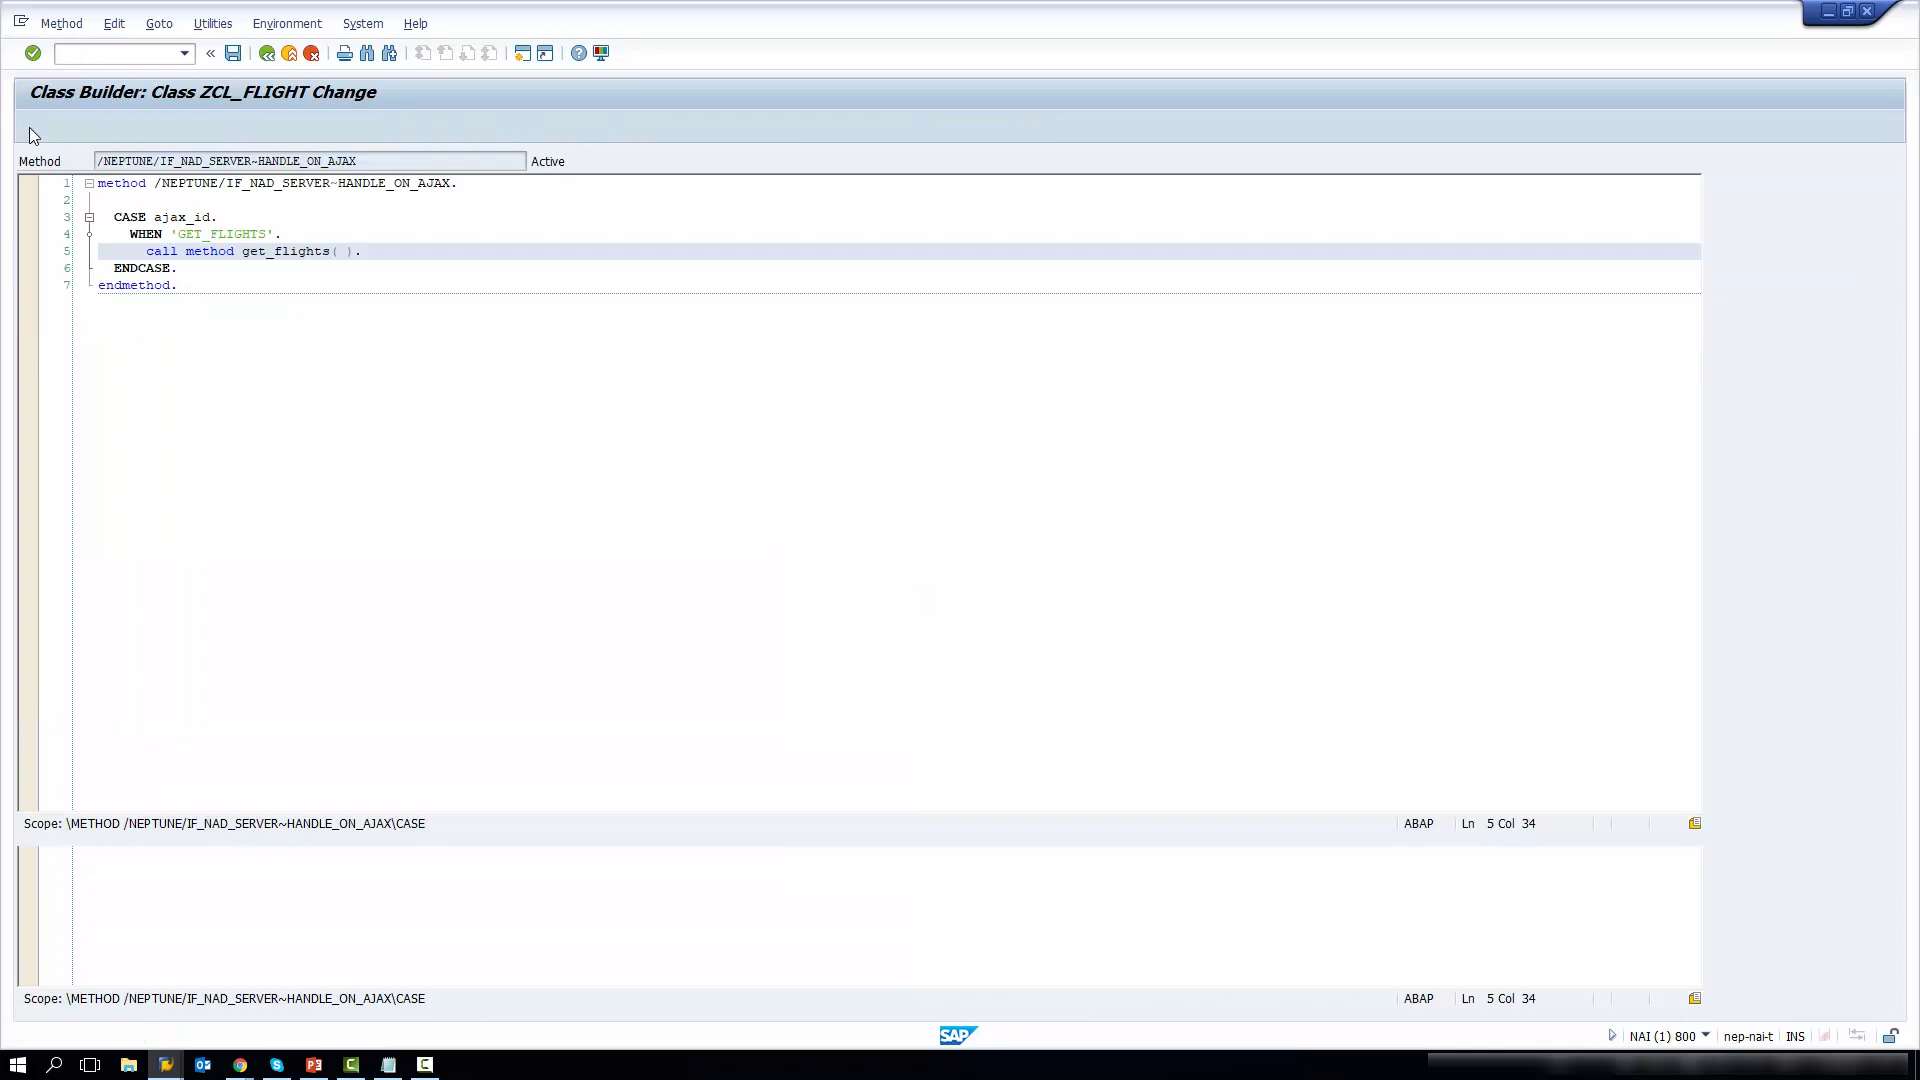 Method Edit Goto Utilities Environment System Help
Class Builder: Class ZCL_FLIGHT Change
Method /NEPTUNE/IF_NAD_SERVER~HANDLE_ON_AJAX Active
1 method /NEPTUNE/IF_NAD_SERVER~HANDLE_ON_AJAX.
2
3 CASE ajax_id.
4 WHEN 'GET_FLIGHTS'.
5 call method get_flights( ).
6 ENDCASE.
7 endmethod.
Scope: \METHOD /NEPTUNE/IF_NAD_SERVER~HANDLE_ON_AJAX\CASE ABAP Ln 5 Col 34
Scope: \METHOD /NEPTUNE/IF_NAD_SERVER~HANDLE_ON_AJAX\CASE ABAP Ln 5 Col 34
SAP NAI (1) 800 nep-nai-t INS